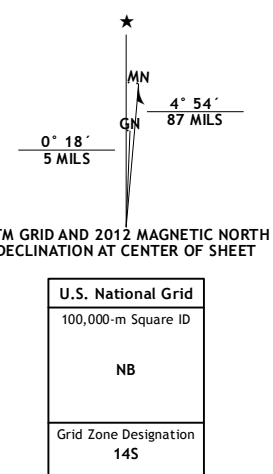 ★
MN
GN
4° 54´
87 MILS
0° 18´
5 MILS
TM GRID AND 2012 MAGNETIC NORTH
DECLINATION AT CENTER OF SHEET
U.S. National Grid
100,000-m Square ID
NB
Grid Zone Designation
14S